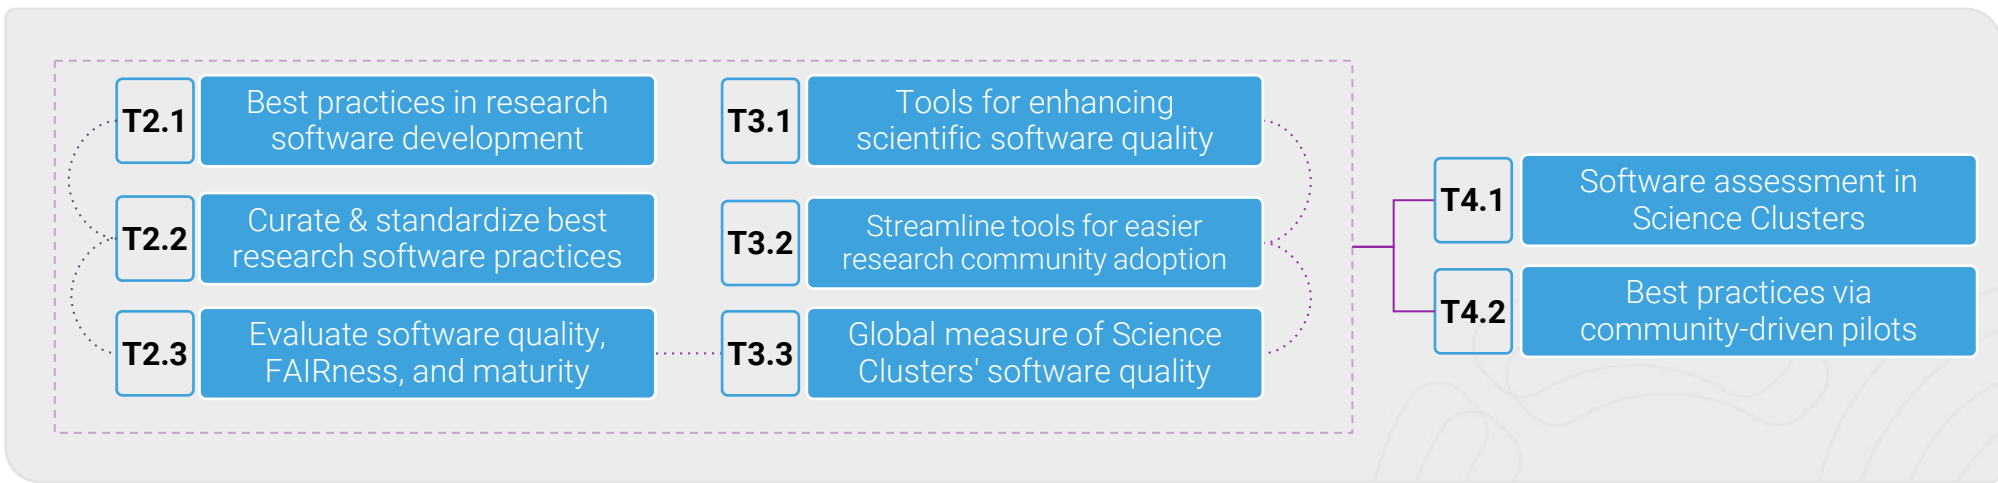 T2.1
Best practices in research
software development
T2.2
Curate & standardize best
research software practices
T2.3
Evaluate software quality,
FAIRness, and maturity
T3.1
Tools for enhancing
scientific software quality
T3.2
Streamline tools for easier
research community adoption
T3.3
Global measure of Science
Clusters' software quality
T4.1
Software assessment in
Science Clusters
T4.2
Best practices via
community-driven pilots